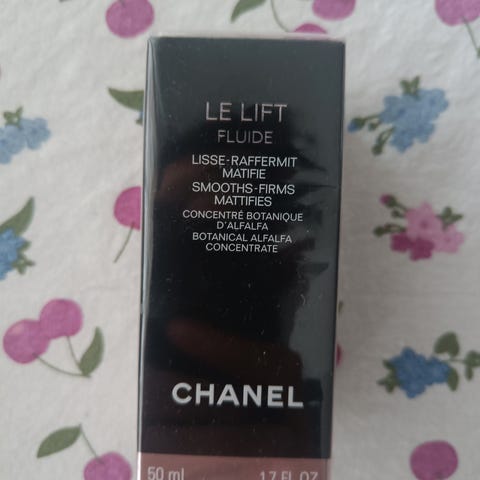 LE LIFT
FLUIDE
LISSE-RAFFERMIT
MATIFIE
SMOOTHS-FIRMS
MATTIFIES
CONCENTRÉ BOTANIQUE
D'ALFALFA
BOTANICAL ALFALFA
CONCENTRATE
CHANEL
50 ml 1.7 FL OZ